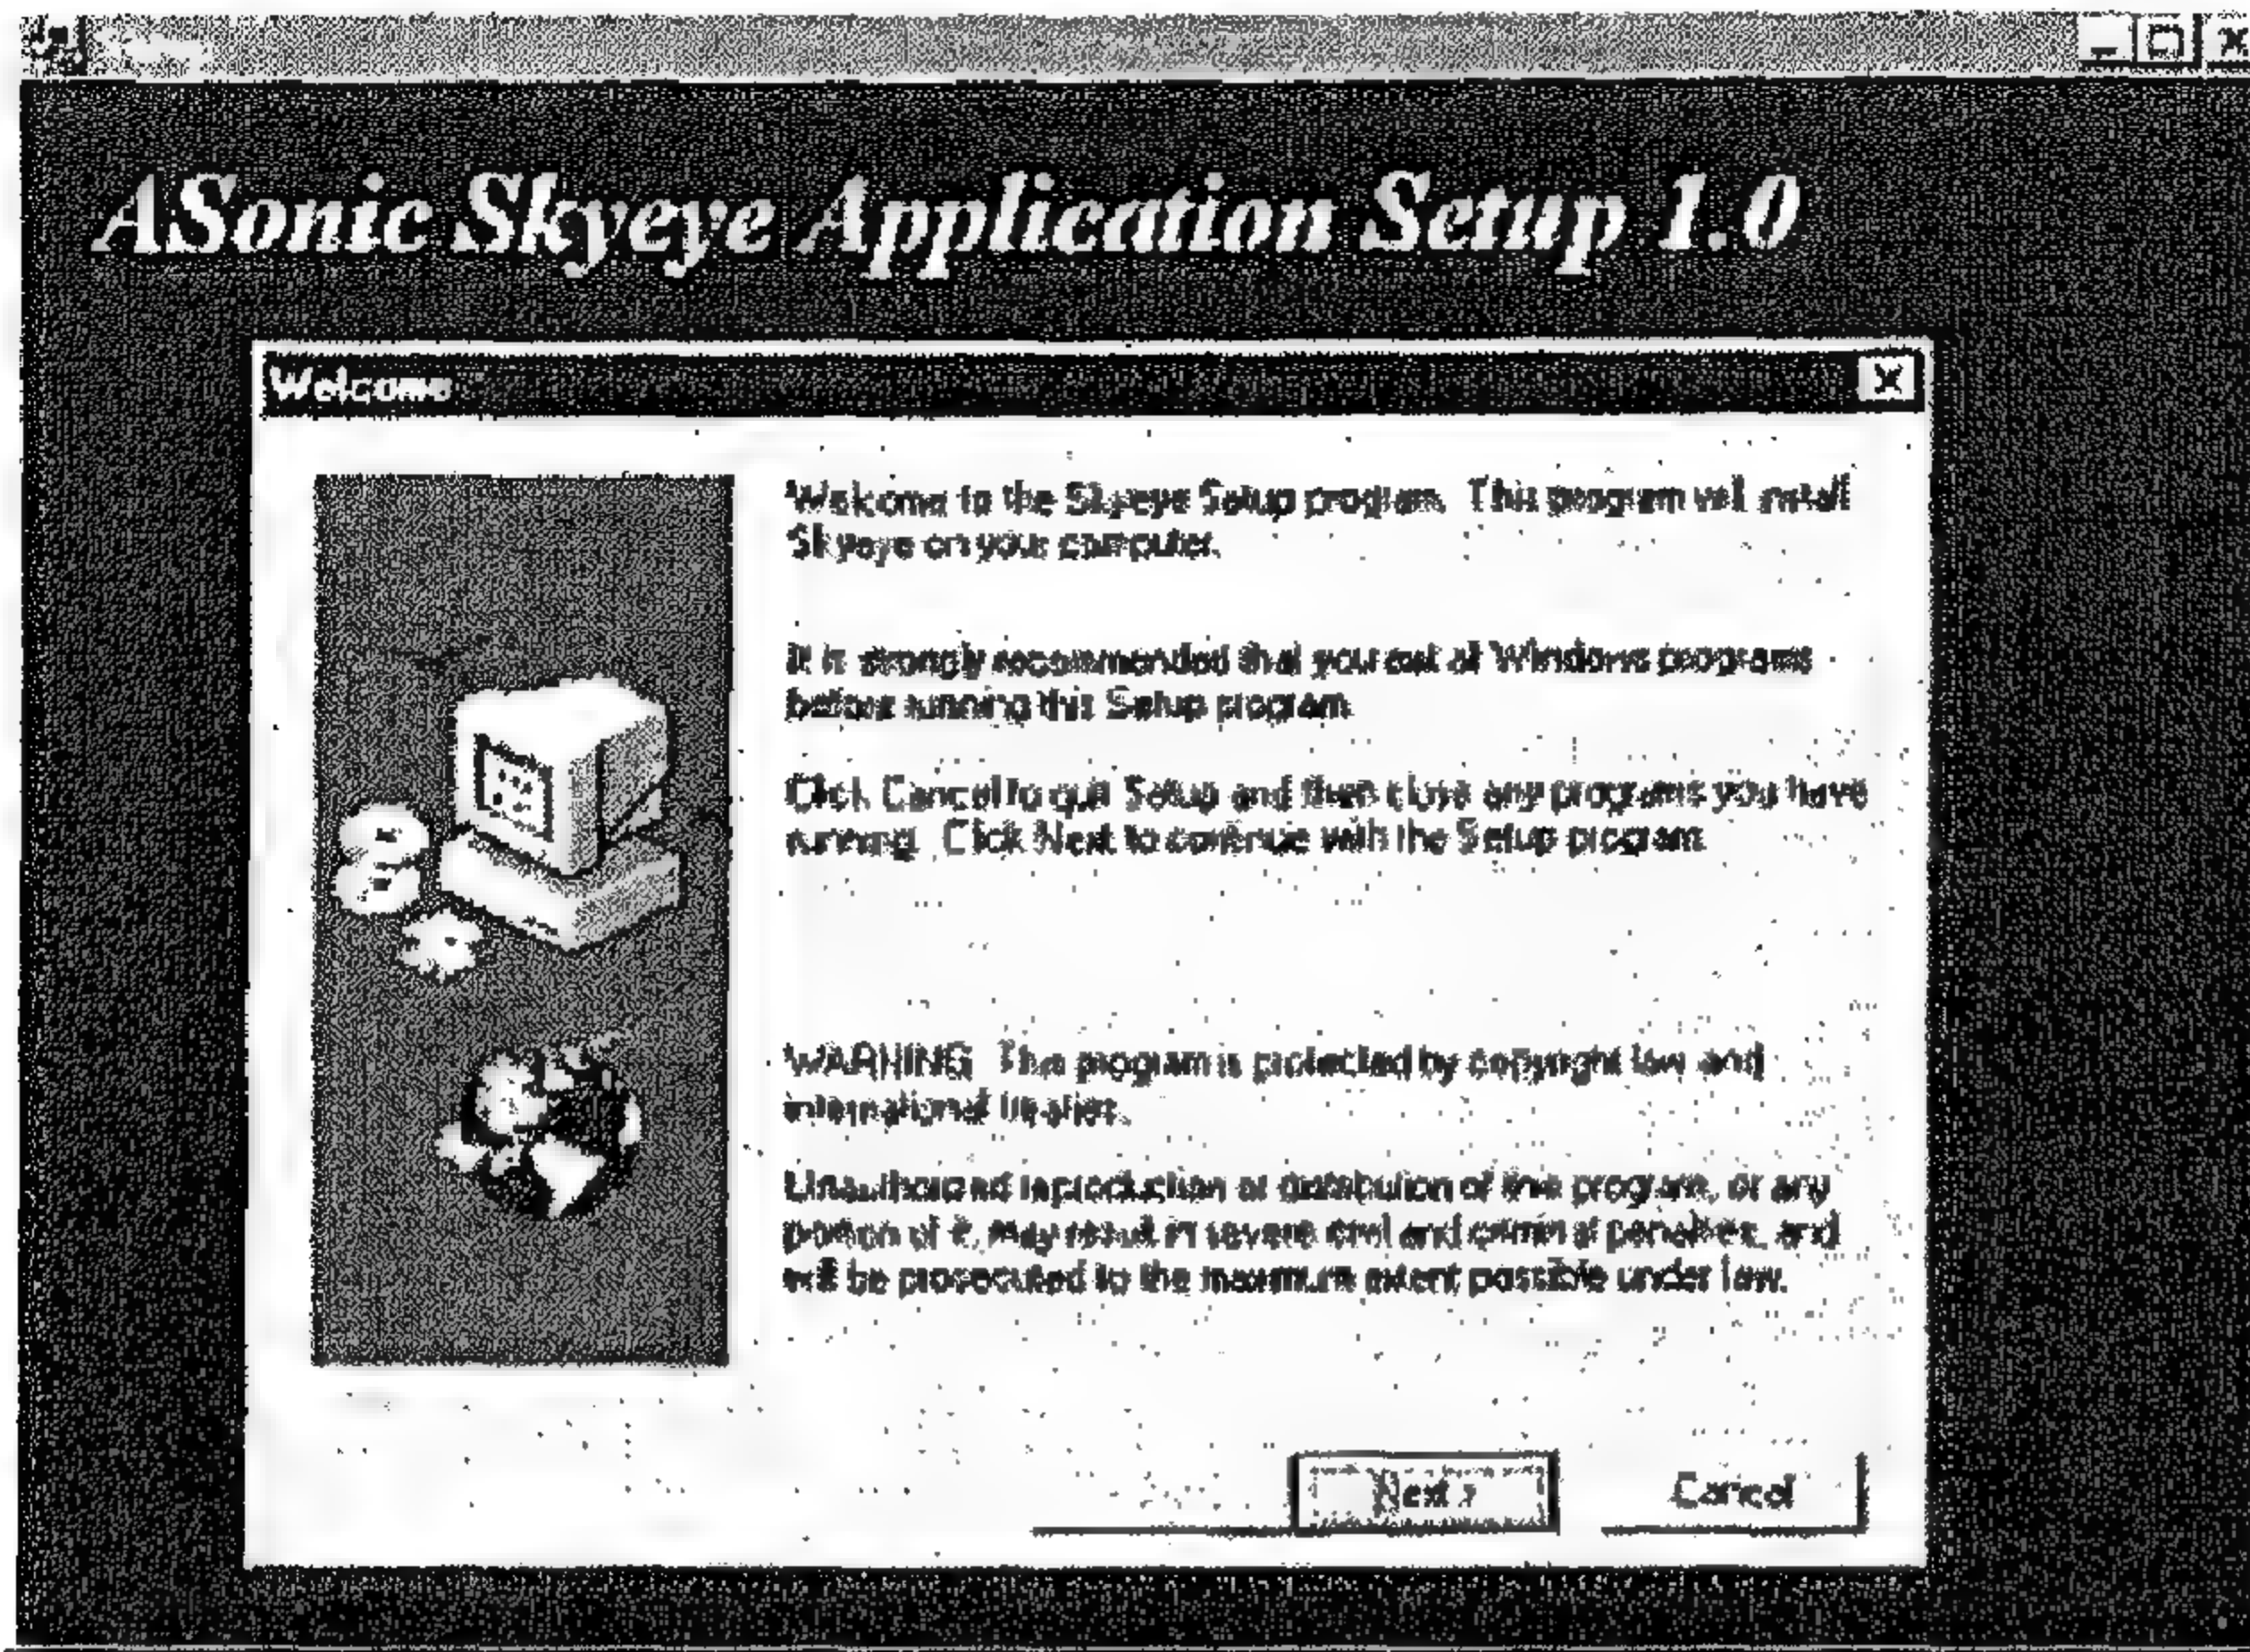 ASonic Skyeye Application Setup 1.0
Welcome
Welcome to the Skyeye Setup program. This program will install
Skyeye on your computer.
It is strongly recommended that you exit all Windows programs
before running this Setup program.
Click Cancel to quit Setup and then close any programs you have
running. Click Next to continue with the Setup program.
WARNING: This program is protected by copyright law and
international treaties.
Unauthorized reproduction or distribution of this program, or any
portion of it, may result in severe civil and criminal penalties, and
will be prosecuted to the maximum extent possible under law.
Next >
Cancel